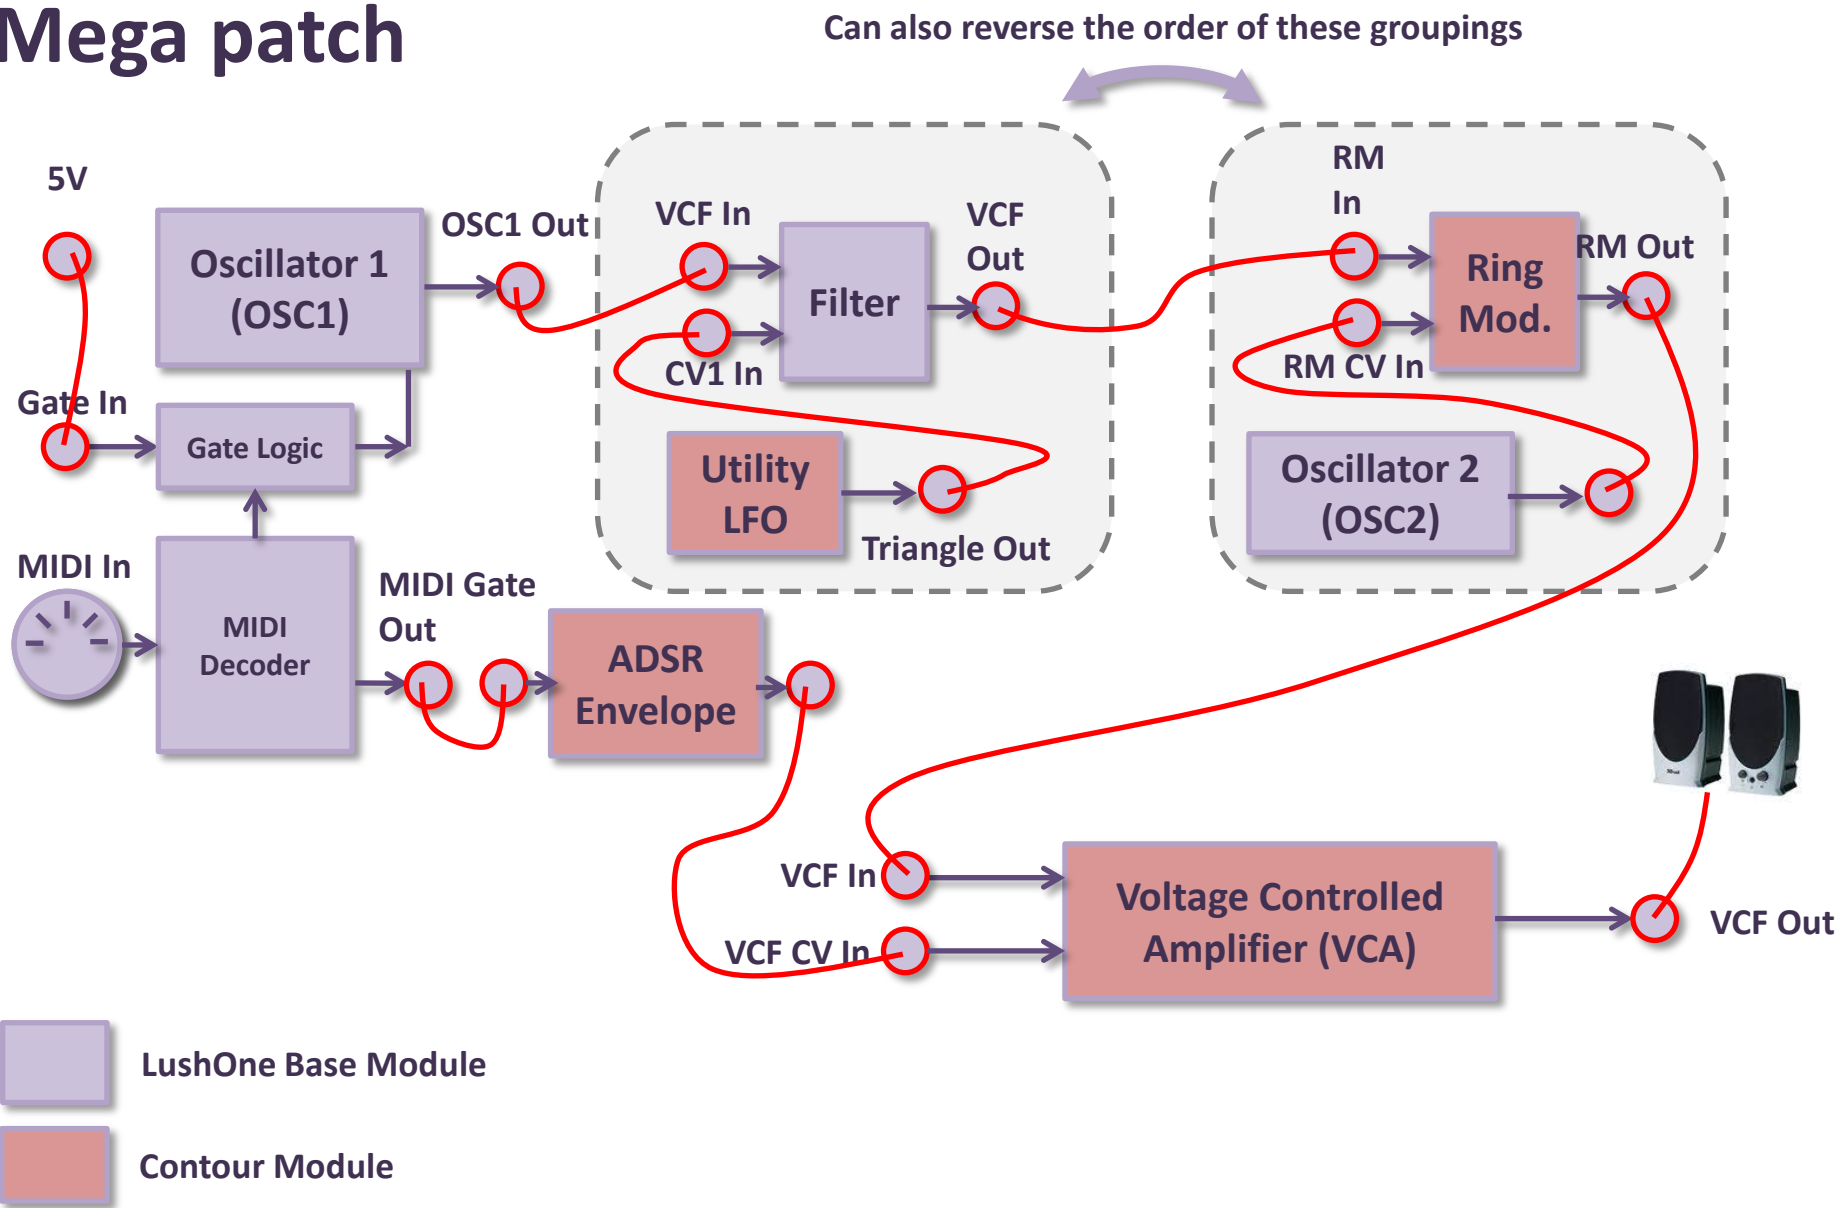 Mega patch
Can also reverse the order of these groupings
5V
Oscillator 1
(OSC1)
OSC1 Out
Gate In
Gate Logic
MIDI In
MIDI
Decoder
MIDI Gate
Out
ADSR
Envelope
VCF In
CV1 In
Filter
VCF
Out
Utility
LFO
Triangle Out
RM
In
RM CV In
Ring
Mod.
RM Out
Oscillator 2
(OSC2)
VCF In
VCF CV In
Voltage Controlled
Amplifier (VCA)
VCF Out
LushOne Base Module
Contour Module